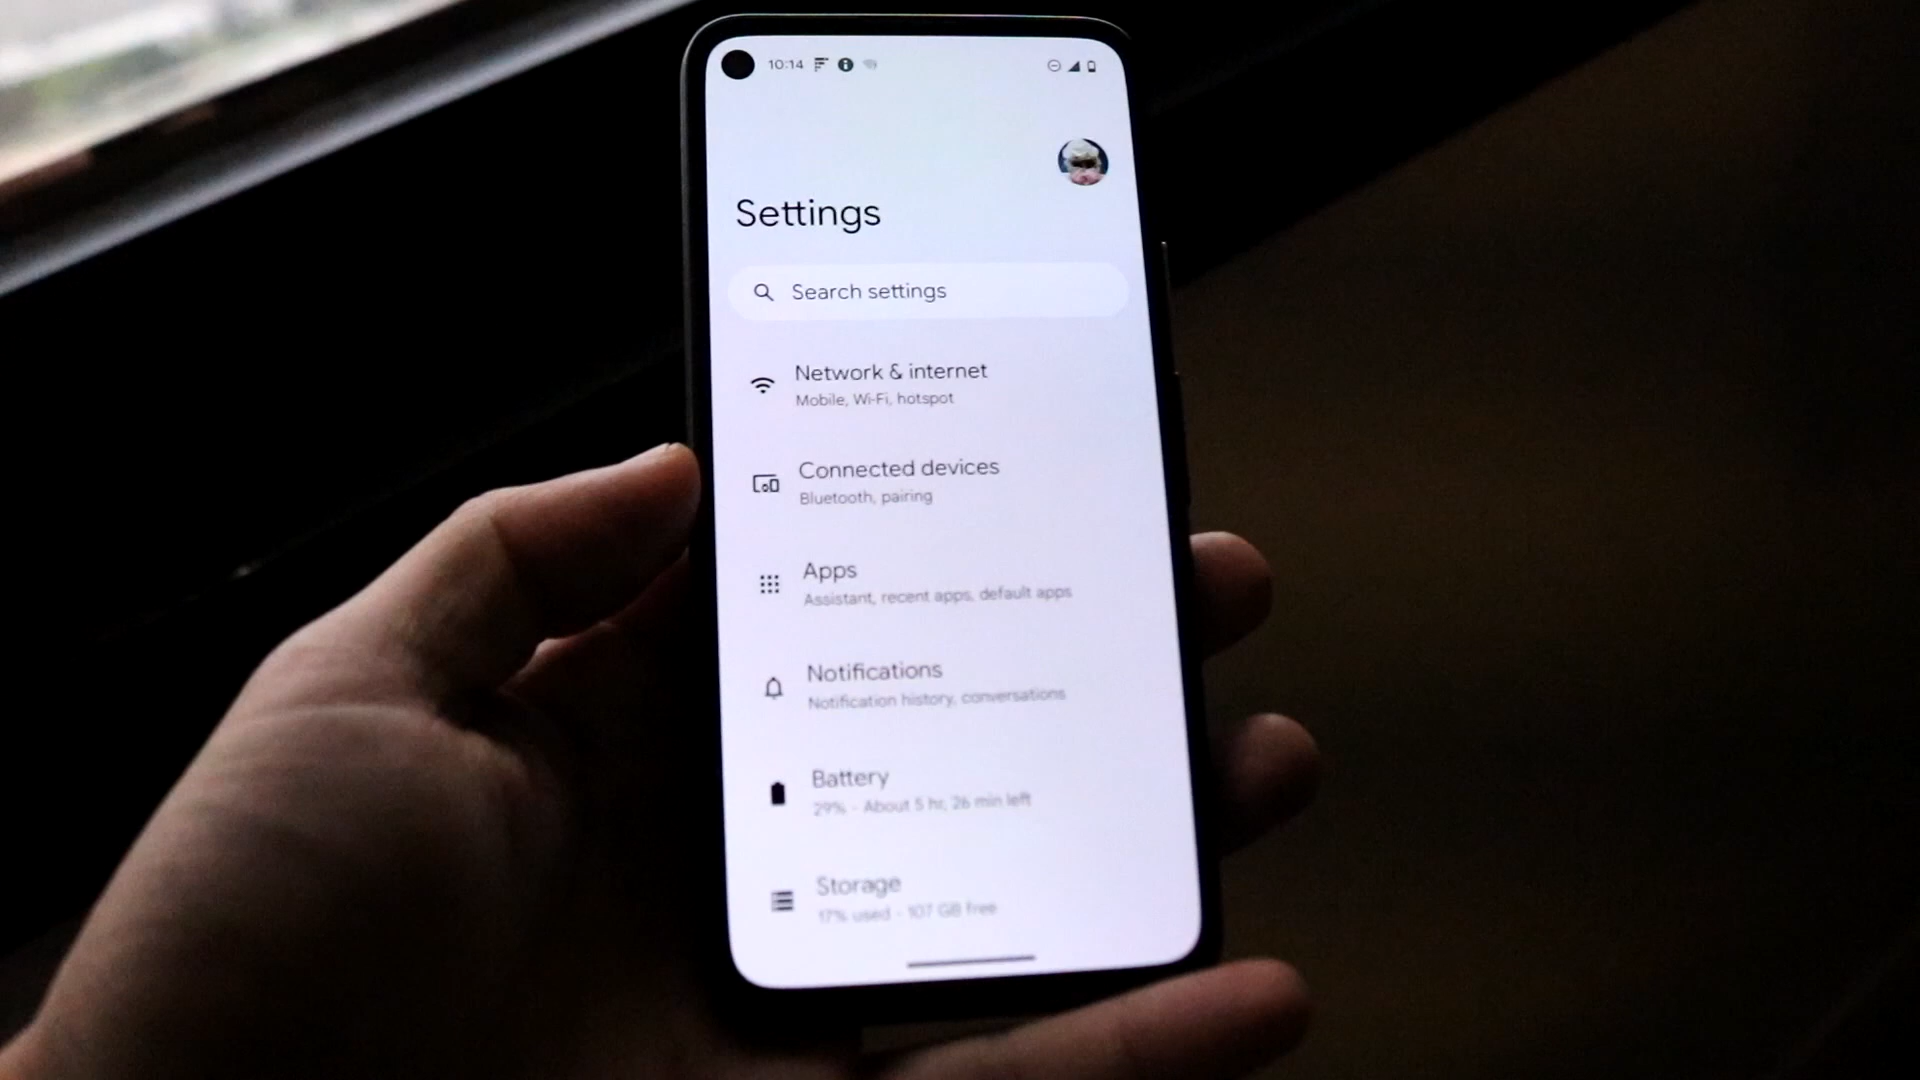 10:14
Settings
Search settings
Network & internet
Mobile, Wi-Fi, hotspot
Connected devices
Bluetooth, pairing
Apps
Assistant, recent apps, default apps
Notifications
Notification history, conversations
Battery
29% - About 5 hr, 26 min left
Storage
17% used - 107 GB free